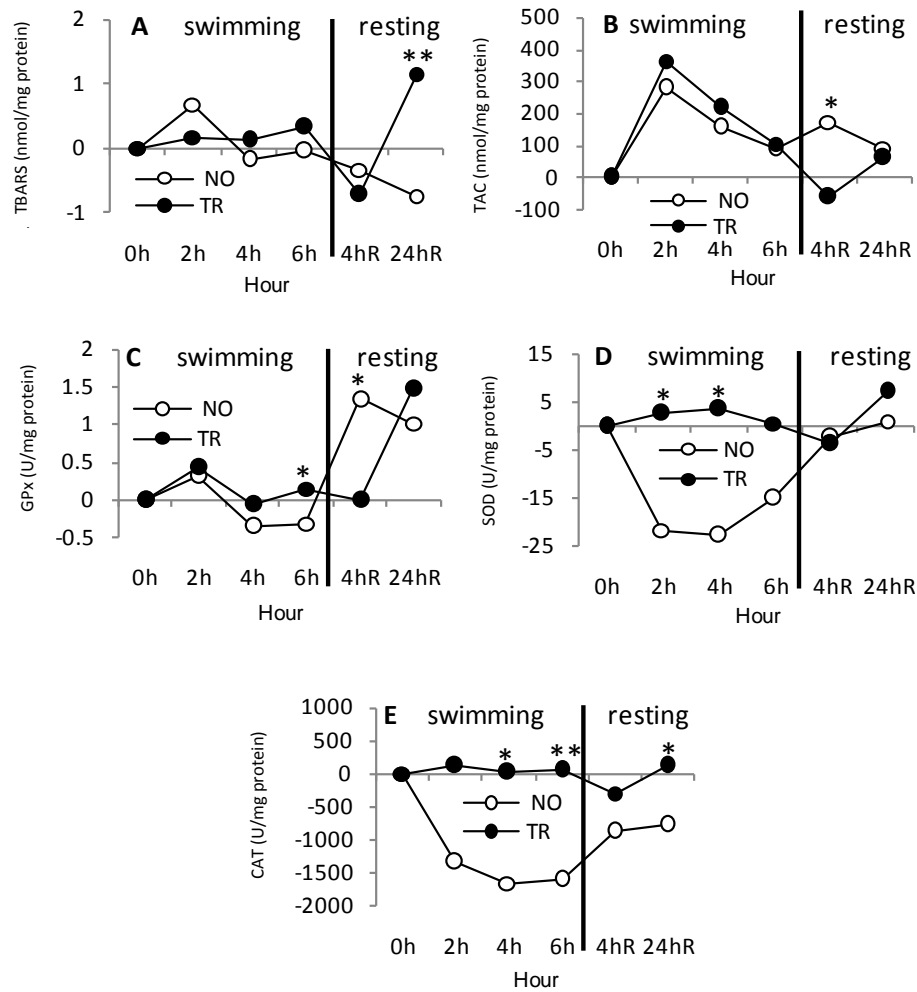 A swimming resting
2
1
0
-1
TBARS (nmol/mg protein)
**
NO
TR
0h 2h 4h 6h 4hR 24hR
Hour
B swimming resting
500
400
300
200
100
0
-100
TAC (nmol/mg protein)
*
NO
TR
0h 2h 4h 6h 4hR 24hR
Hour
C swimming resting
2
1.5
1
0.5
0
-0.5
GPx (U/mg protein)
NO
TR
* *
0h 2h 4h 6h 4hR 24hR
Hour
D swimming resting
15
5
-5
-15
-25
SOD (U/mg protein)
* *
NO
TR
0h 2h 4h 6h 4hR 24hR
Hour
E swimming resting
1000
500
0
-500
-1000
-1500
-2000
CAT (U/mg protein)
* ** *
NO
TR
0h 2h 4h 6h 4hR 24hR
Hour